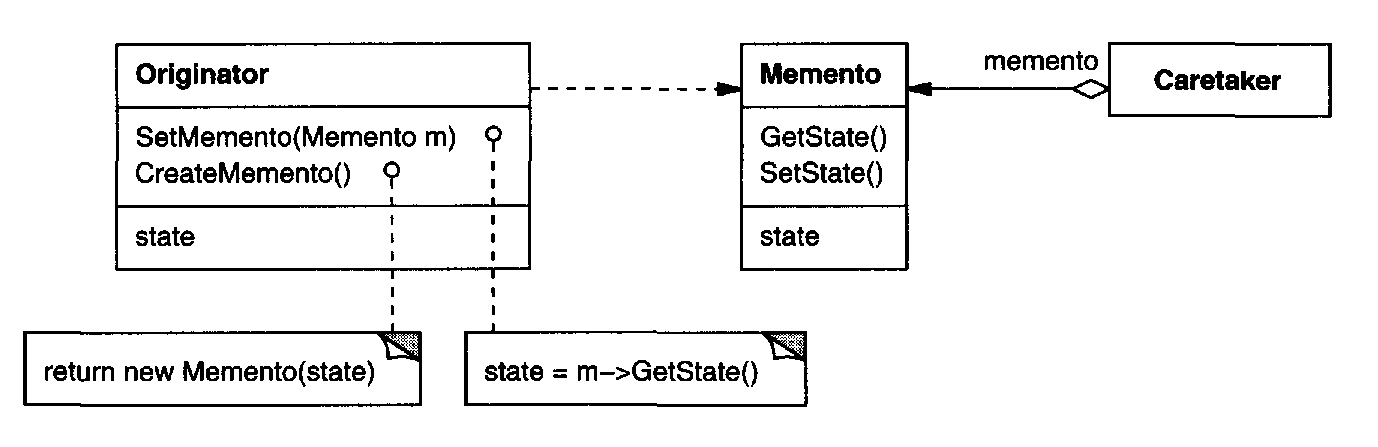 Originator
SetMemento(Memento m)
CreateMemento()
state
Memento
GetState()
SetState()
state
memento
Caretaker
return new Memento(state)
state = m–>GetState()